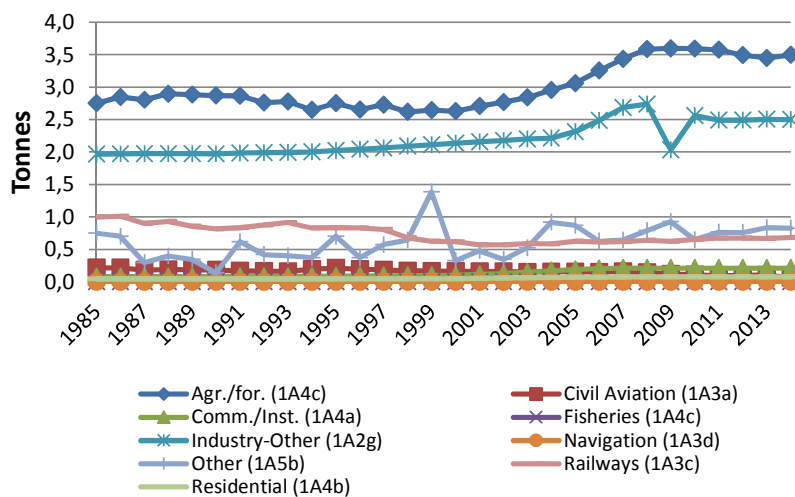 4,0
3,5
3,0
2,5
2,0
1,5
1,0
0,5
0,0
Tonnes
1985
1987
1989
1991
1993
1995
1997
1999
2001
2003
2005
2007
2009
2011
2013
Agr./for. (1A4c)
Civil Aviation (1A3a)
Comm./Inst. (1A4a)
Fisheries (1A4c)
Industry-Other (1A2g)
Navigation (1A3d)
Other (1A5b)
Railways (1A3c)
Residential (1A4b)